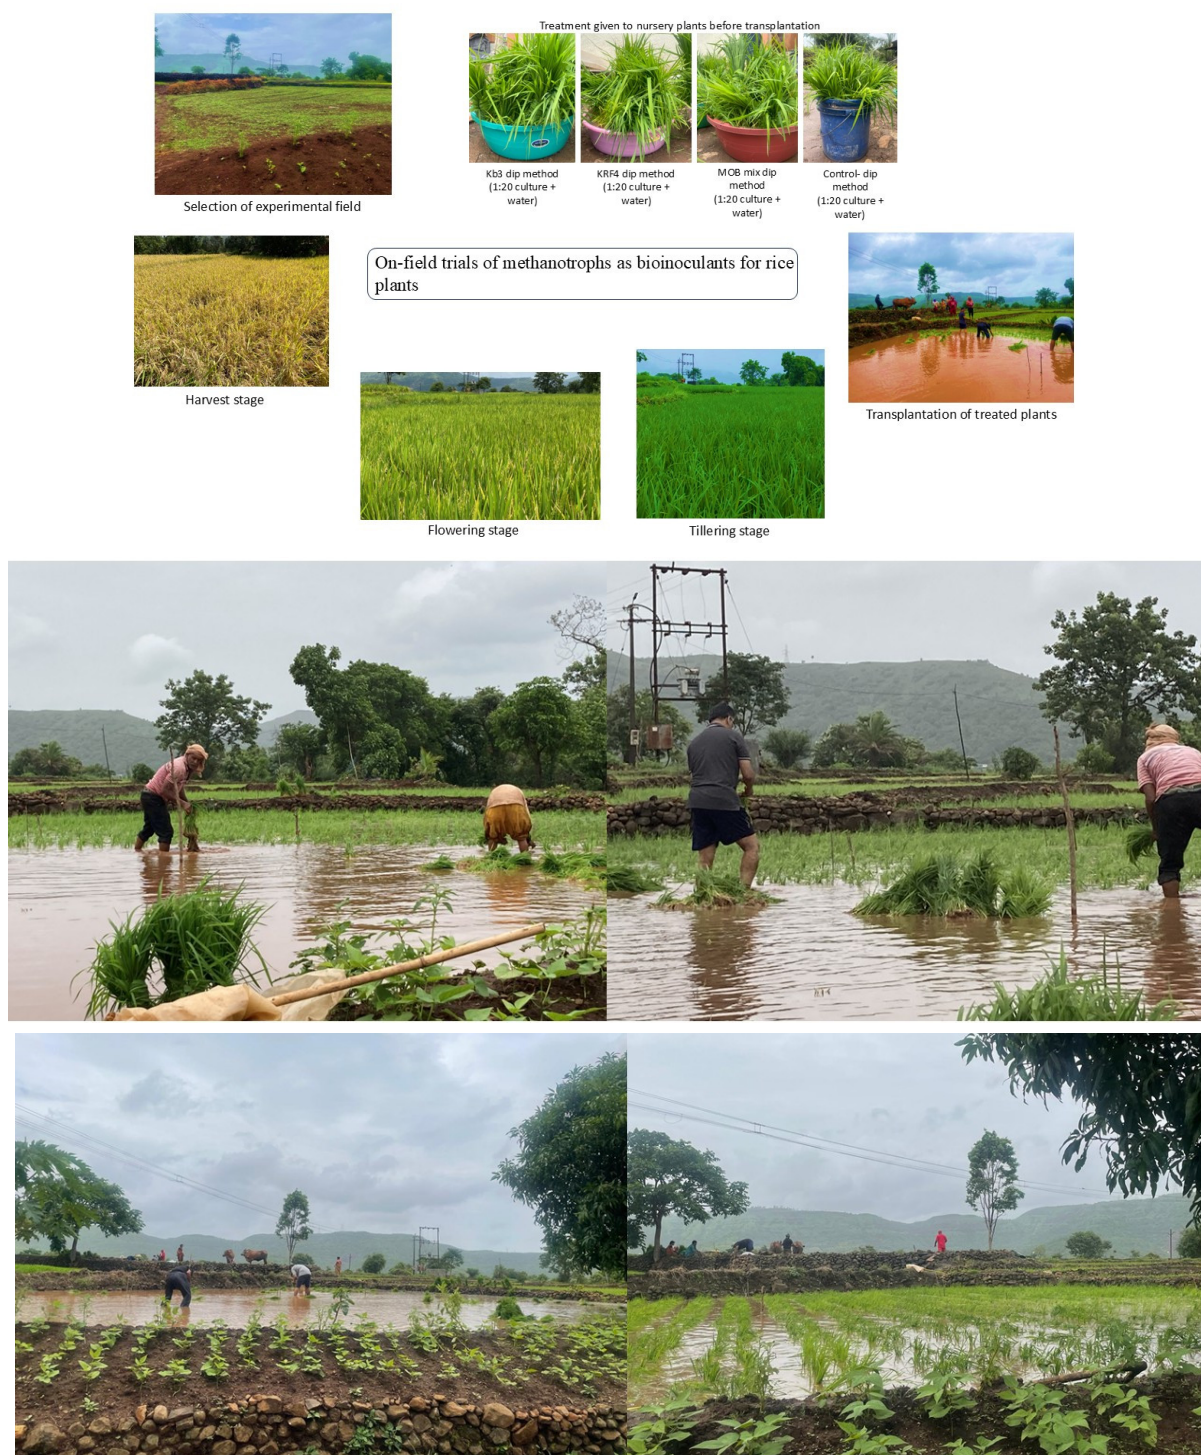 Treatment given to nursery plants before transplantation
Kb3 dip method
(1:20 culture +
water)
KRF4 dip method
(1:20 culture +
water)
MOB mix dip
method
(1:20 culture +
water)
Control- dip
method
(1:20 culture +
water)
Selection of experimental field
On-field trials of methanotrophs as bioinoculants for rice
plants
Harvest stage
Transplantation of treated plants
Flowering stage
Tillering stage